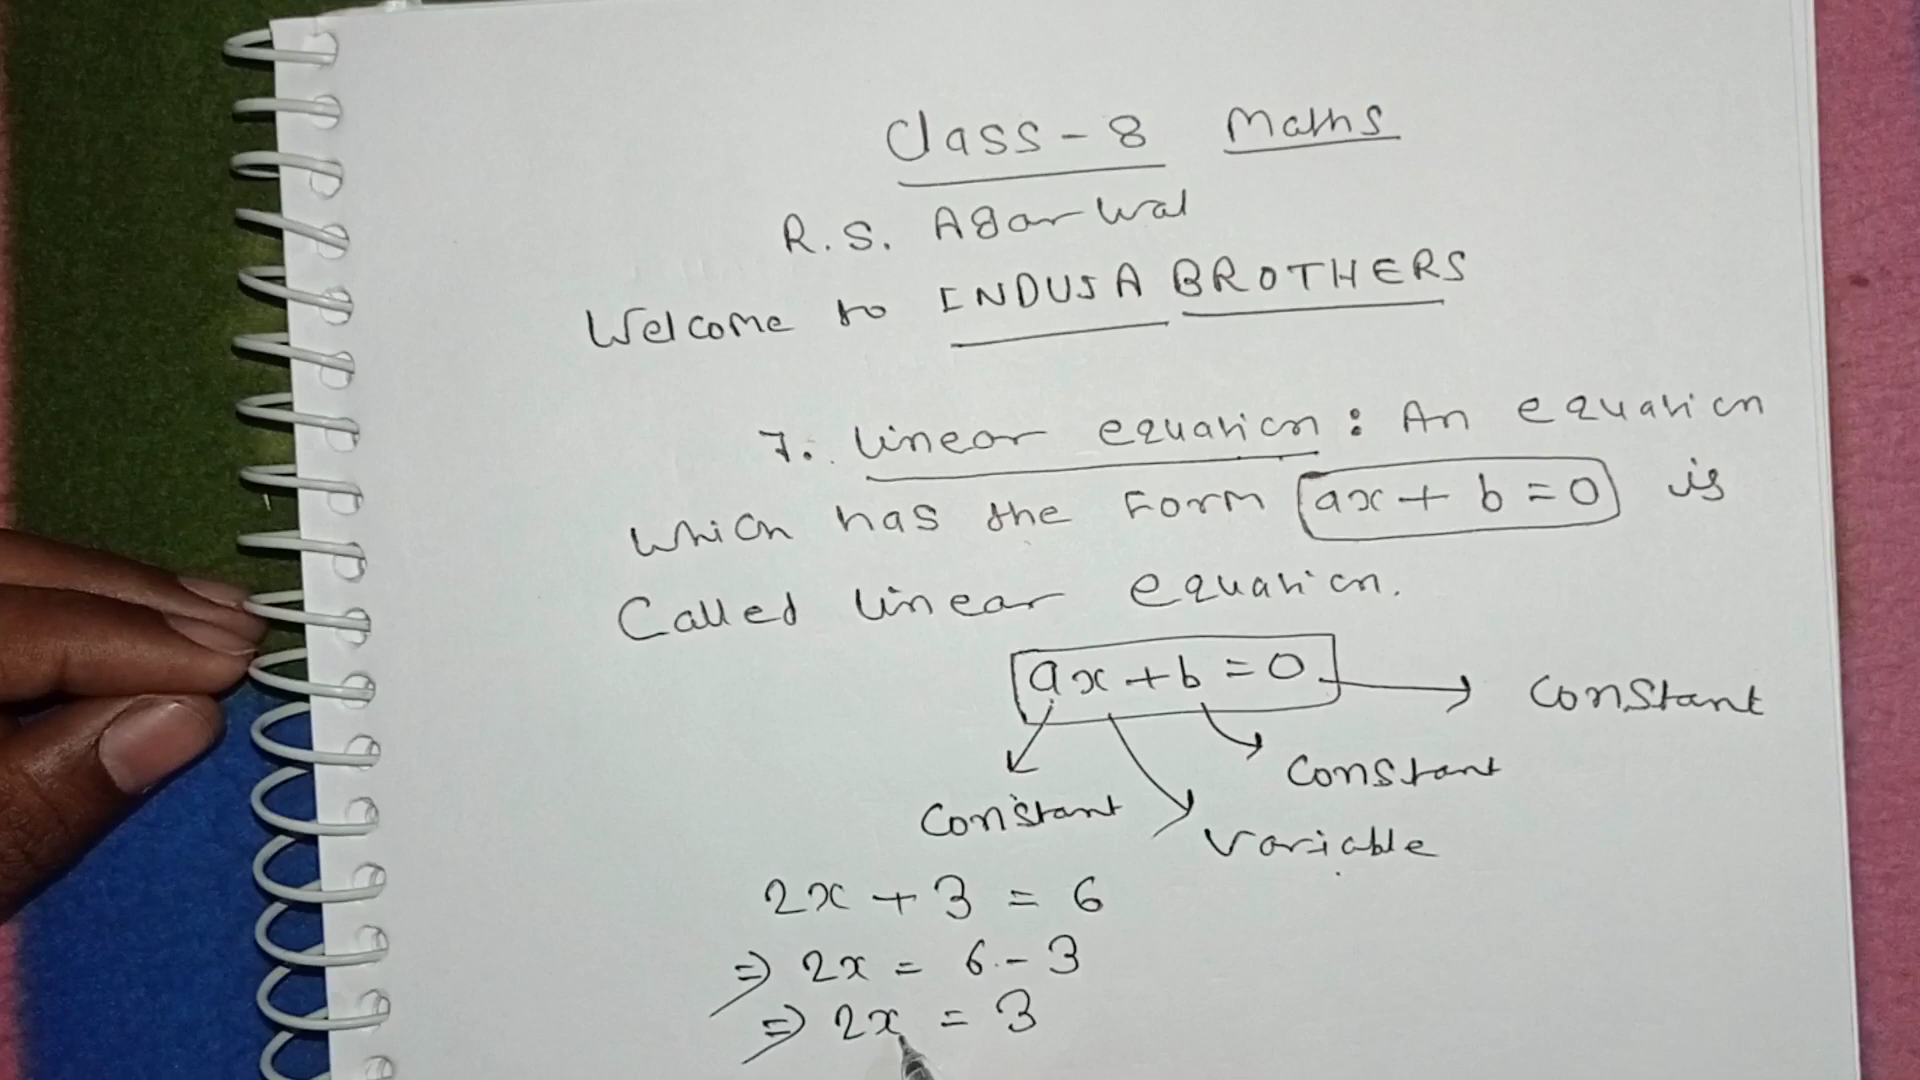 Class-8 Maths
R.S. Agarwal
Welcome to INDUJA BROTHERS
7. linear equation: An equation
which has the form ax + b = 0 is
Called linear equation.
ax + b = 0 → constant
constant
constant
variable
2x + 3 = 6
⇒ 2x = 6 - 3
⇒ 2x = 3